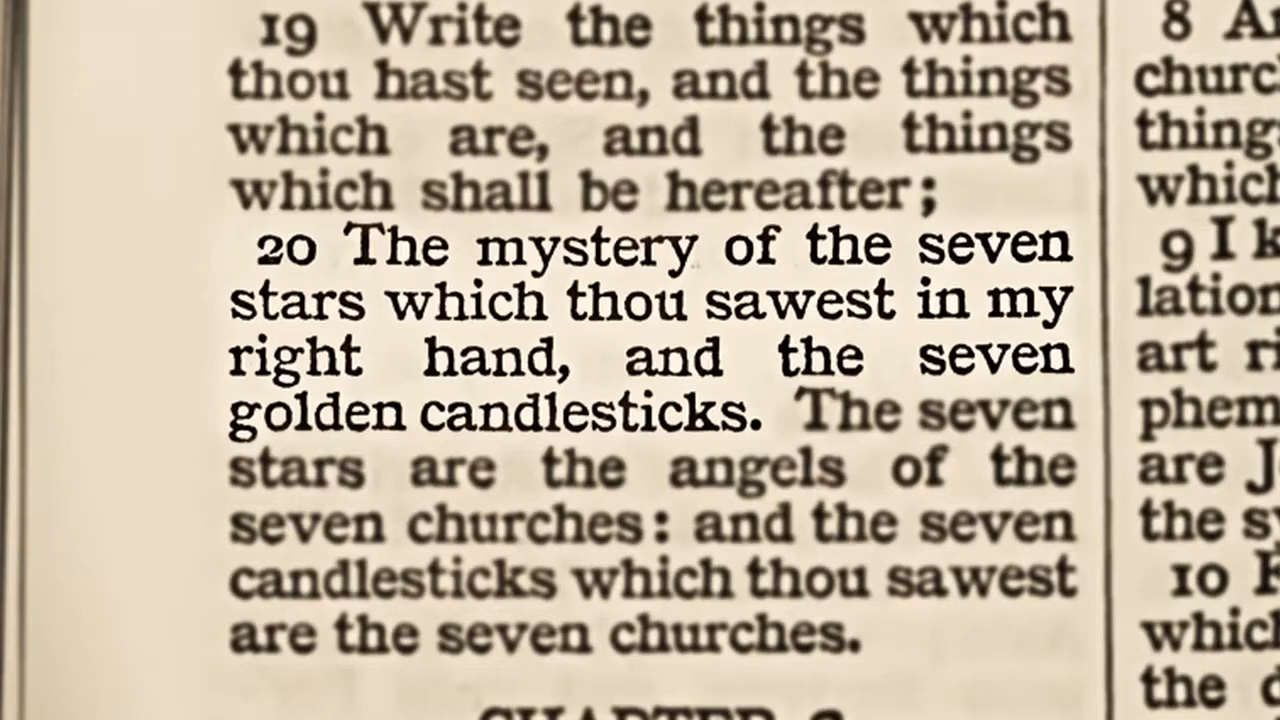 19 Write the things which
thou hast seen, and the things
which are, and the things
which shall be hereafter;
20 The mystery of the seven
stars which thou sawest in my
right hand, and the seven
golden candlesticks. The seven
stars are the angels of the
seven churches: and the seven
candlesticks which thou sawest
are the seven churches.
8
things
which
9 I
art
are
the
10
which
the